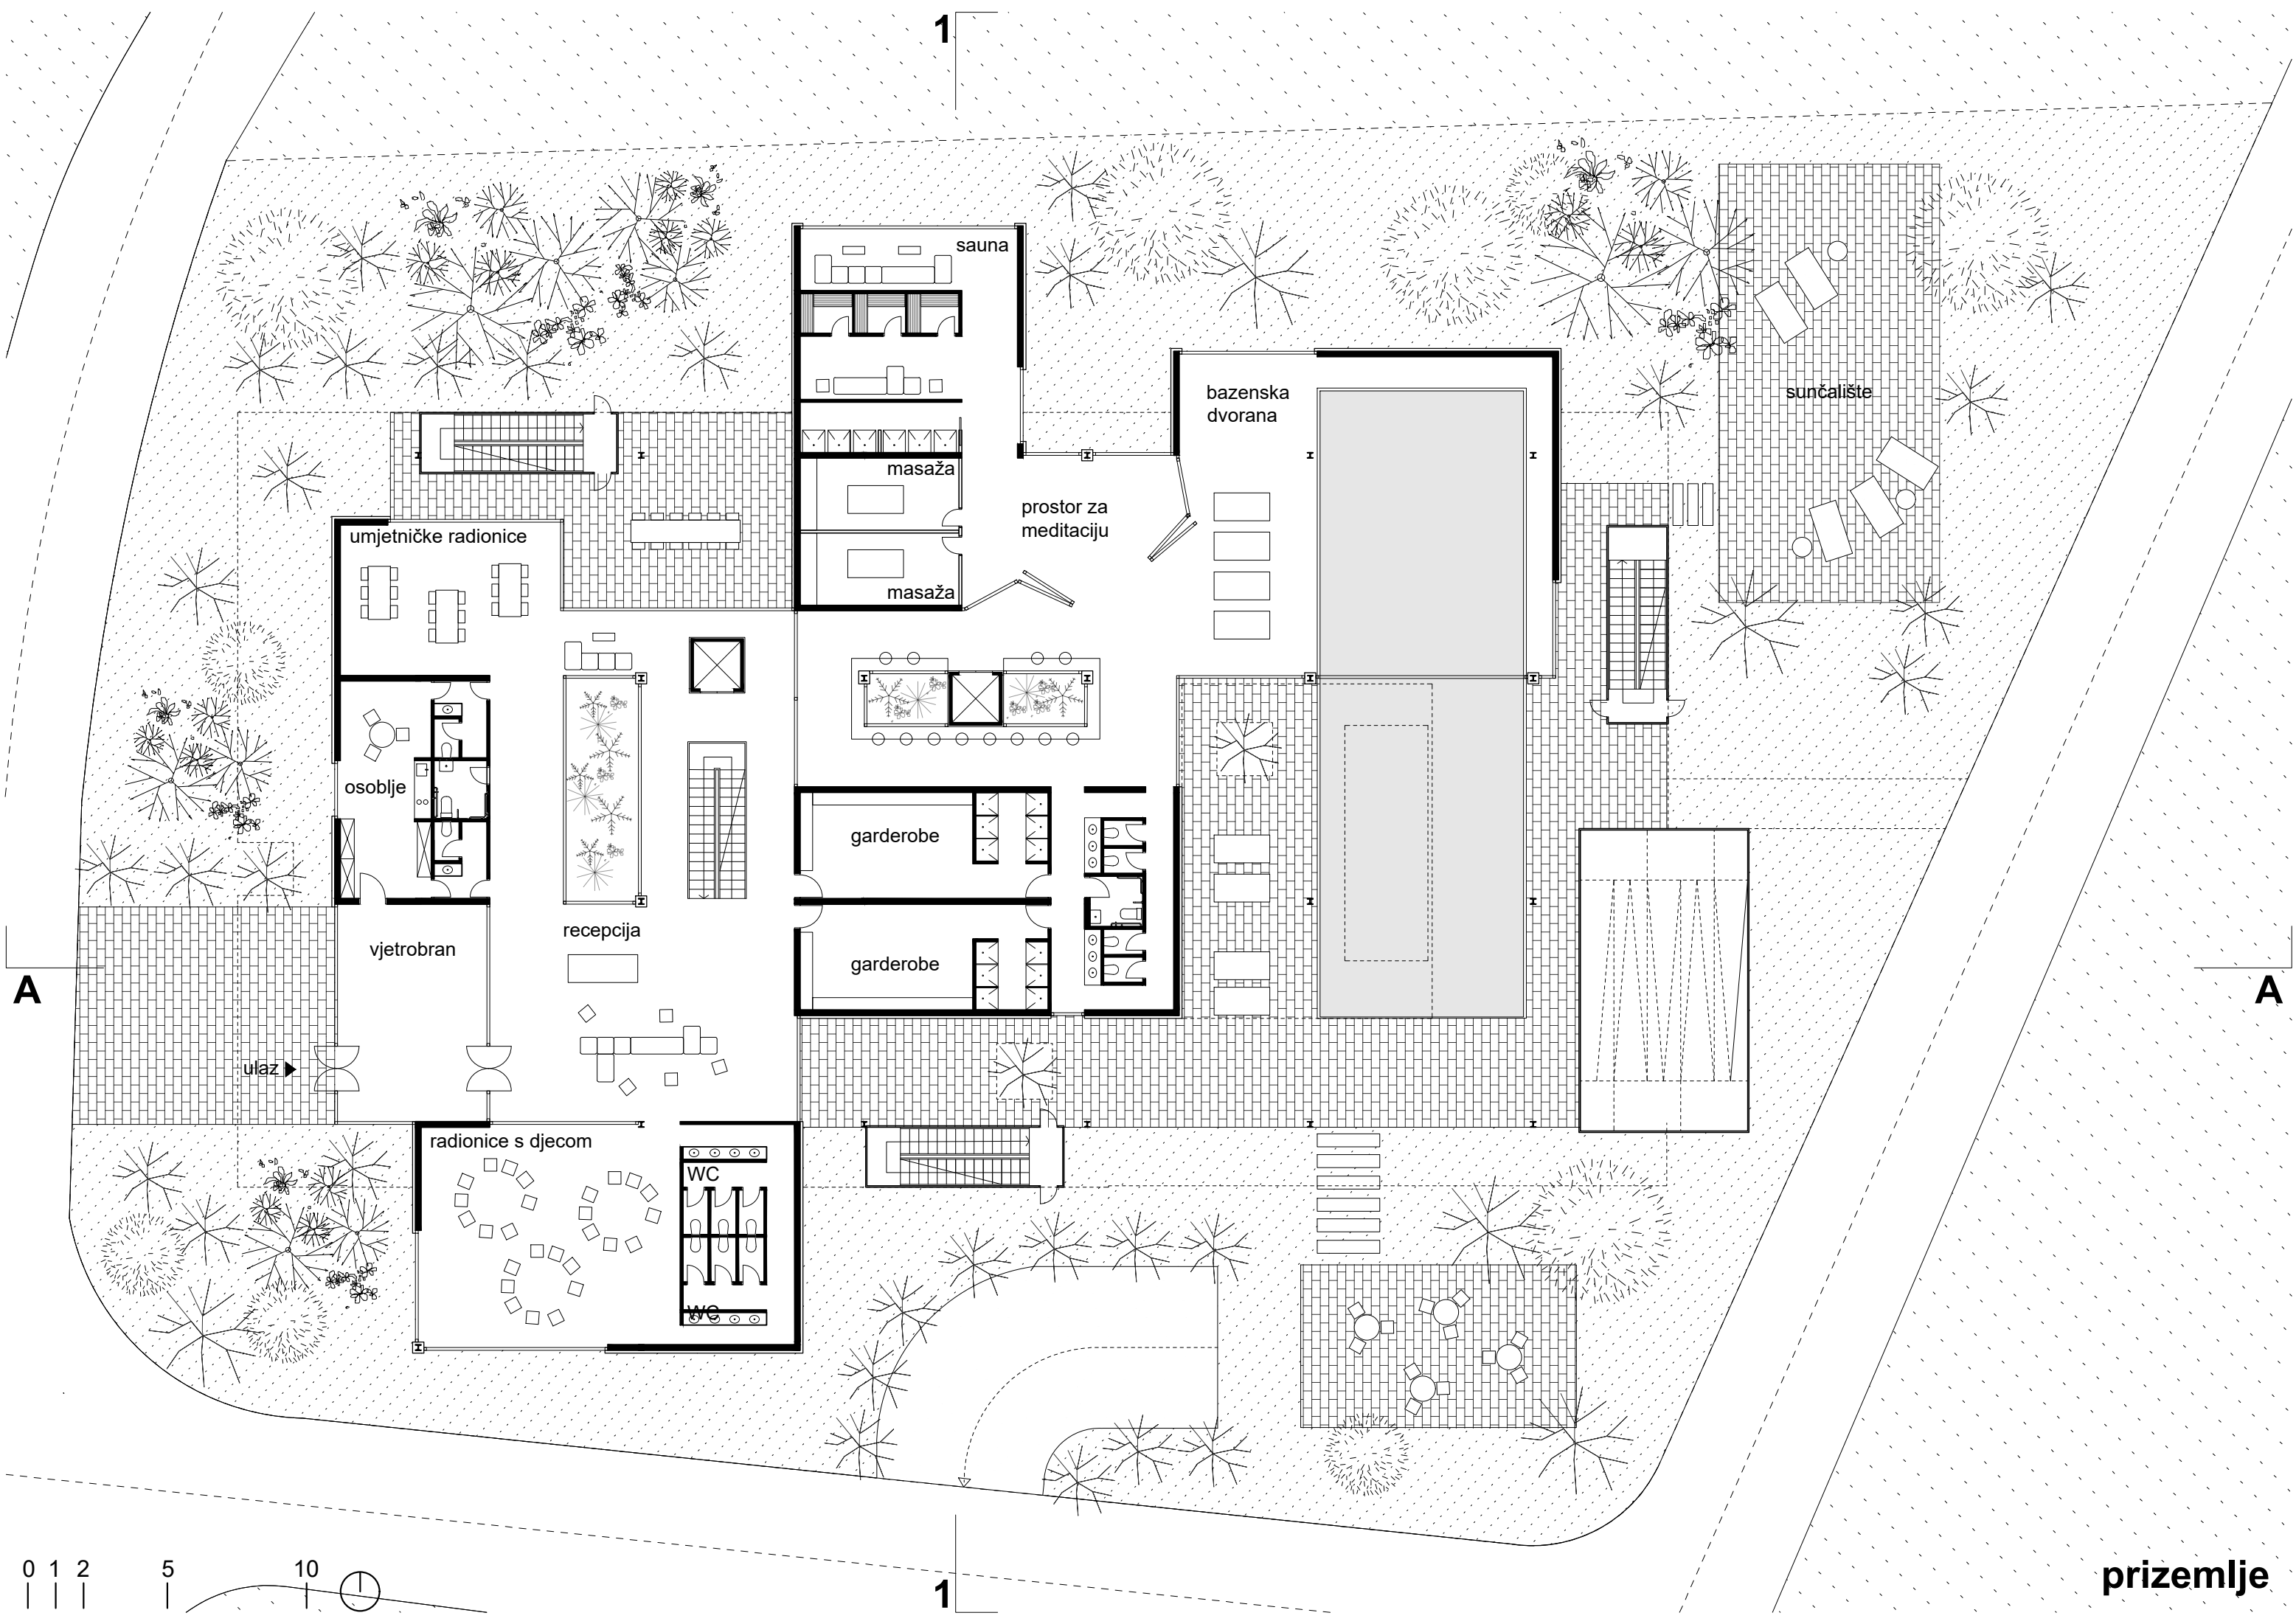 1
sauna
bazenska
dvorana
sunčalište
masaža
prostor za
meditaciju
umjetničke radionice
masaža
osoblje
garderobe
recepcija
vjetrobran
garderobe
A
A
ulaz
radionice s djecom
WC
WC
0 1 2 5 10
1
prizemlje